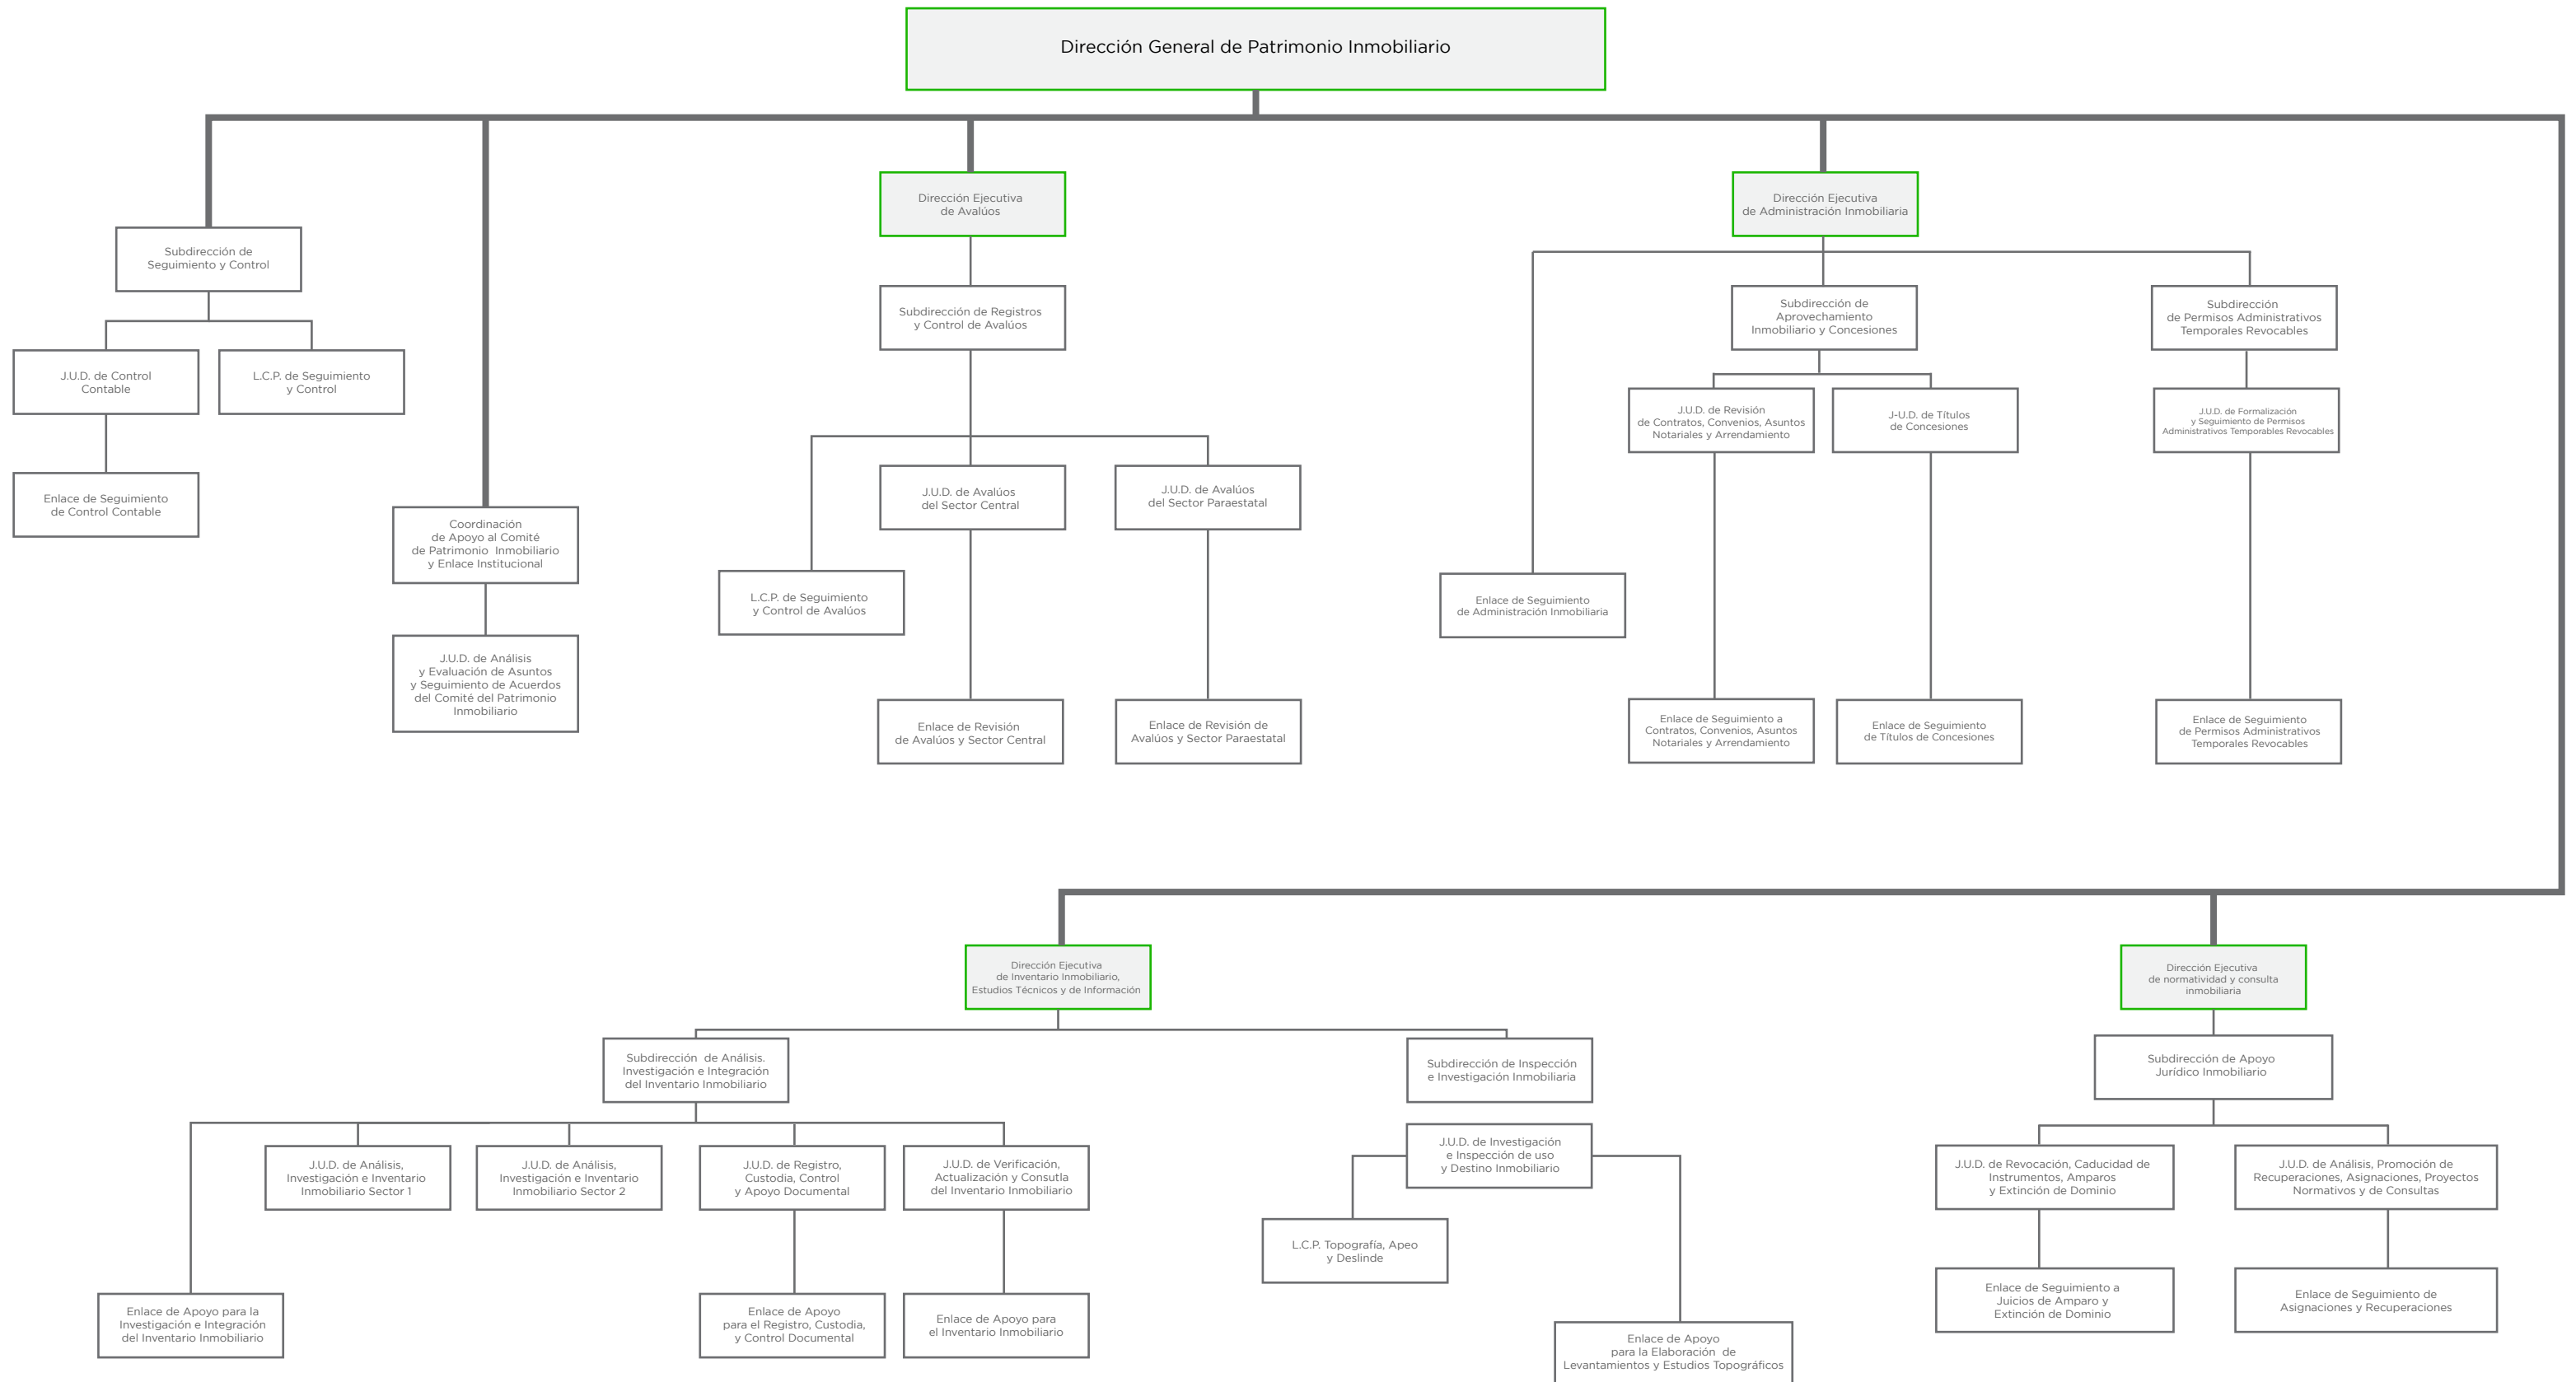 Dirección General de Patrimonio Inmobiliario
Dirección Ejecutiva
de Avalúos
Dirección Ejecutiva
de Administración Inmobiliaria
Subdirección de
Seguimiento y Control
Subdirección de Registros
y Control de Avalúos
Subdirección de
Aprovechamiento
Inmobiliario y Concesiones
Subdirección
de Permisos Administrativos
Temporales Revocables
J.U.D. de Control
Contable
L.C.P. de Seguimiento
y Control
J.U.D. de Revisión
de Contratos, Convenios, Asuntos
Notariales y Arrendamiento
J-U.D. de Títulos
de Concesiones
J.U.D. de Formalización
y Seguimiento de Permisos
Administrativos Temporales Revocables
Enlace de Seguimiento
de Control Contable
Coordinación
de Apoyo al Comité
de Patrimonio  Inmobiliario
y Enlace Institucional
J.U.D. de Avalúos
del Sector Central
J.U.D. de Avalúos
del Sector Paraestatal
L.C.P. de Seguimiento
y Control de Avalúos
Enlace de Seguimiento
de Administración Inmobiliaria
J.U.D. de Análisis
y Evaluación de Asuntos
y Seguimiento de Acuerdos
del Comité del Patrimonio
Inmobiliario
Enlace de Revisión
de Avalúos y Sector Central
Enlace de Revisión de
Avalúos y Sector Paraestatal
Enlace de Seguimiento a
Contratos, Convenios, Asuntos
Notariales y Arrendamiento
Enlace de Seguimiento
de Títulos de Concesiones
Enlace de Seguimiento
de Permisos Administrativos
Temporales Revocables
Dirección Ejecutiva
de Inventario Inmobiliario,
Estudios Técnicos y de Información
Dirección Ejecutiva
de normatividad y consulta
inmobiliaria
Subdirección  de Análisis.
Investigación e Integración
del Inventario Inmobiliario
Subdirección de Inspección
e Investigación Inmobiliaria
Subdirección de Apoyo
Jurídico Inmobiliario
J.U.D. de Análisis,
Investigación e Inventario
Inmobiliario Sector 1
J.U.D. de Análisis,
Investigación e Inventario
Inmobiliario Sector 2
J.U.D. de Registro,
Custodia, Control
y Apoyo Documental
J.U.D. de Verificación,
Actualización y Consutla
del Inventario Inmobiliario
J.U.D. de Investigación
e Inspección de uso
y Destino Inmobiliario
J.U.D. de Revocación, Caducidad de
Instrumentos, Amparos
y Extinción de Dominio
J.U.D. de Análisis, Promoción de
Recuperaciones, Asignaciones, Proyectos
Normativos y de Consultas
L.C.P. Topografía, Apeo
y Deslinde
Enlace de Apoyo para la
Investigación e Integración
del Inventario Inmobiliario
Enlace de Apoyo
para el Registro, Custodia,
y Control Documental
Enlace de Apoyo para
el Inventario Inmobiliario
Enlace de Apoyo
para la Elaboración  de
Levantamientos y Estudios Topográficos
Enlace de Seguimiento a
Juicios de Amparo y
Extinción de Dominio
Enlace de Seguimiento de
Asignaciones y Recuperaciones